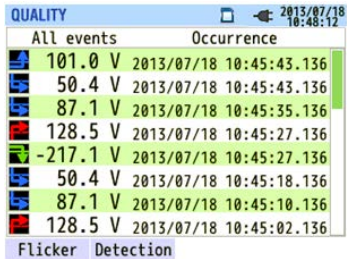 QUALITY 2013/07/18
10:48:12
All events Occurrence
101.0 V 2013/07/18 10:45:43.136
50.4 V 2013/07/18 10:45:43.136
87.1 V 2013/07/18 10:45:35.136
128.5 V 2013/07/18 10:45:27.136
-217.1 V 2013/07/18 10:45:27.136
50.4 V 2013/07/18 10:45:18.136
87.1 V 2013/07/18 10:45:10.136
128.5 V 2013/07/18 10:45:02.136
Flicker Detection